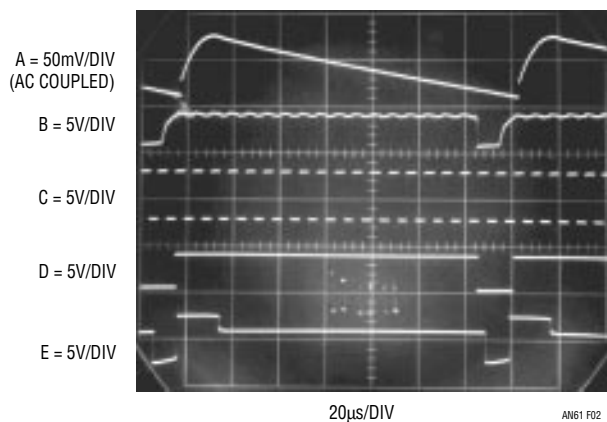 A = 50mV/DIV
(AC COUPLED)
B = 5V/DIV
C = 5V/DIV
D = 5V/DIV
E = 5V/DIV
20µs/DIV
AN61 F02